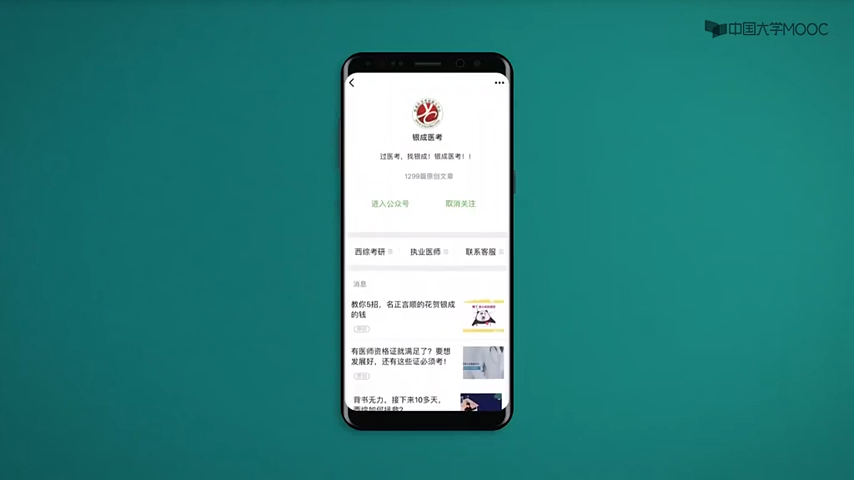 中国大学MOOC
银成医考
过医考，找银成！银成医考！！
1299篇原创文章
进入公众号 取消关注
西综考研 执业医师 联系客服
消息
教你5招，名正言顺的花贺银成
的钱
有医师资格证就满足了？要想
发展好，还有这些证必须考！
背书无力，接下来10多天，